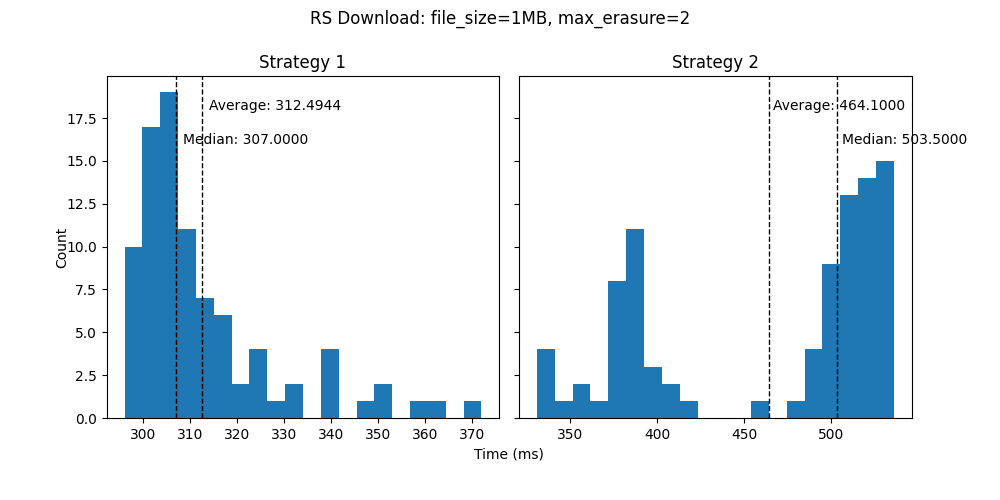 RS Download: file_size=1MB, max_erasure=2
Strategy 1
Strategy 2
Average: 312.4944
Median: 307.0000
Average: 464.1000
Median: 503.5000
Count
17.5
15.0
12.5
10.0
7.5
5.0
2.5
0.0
300 310 320 330 340 350 360 370
350 400 450 500
Time (ms)